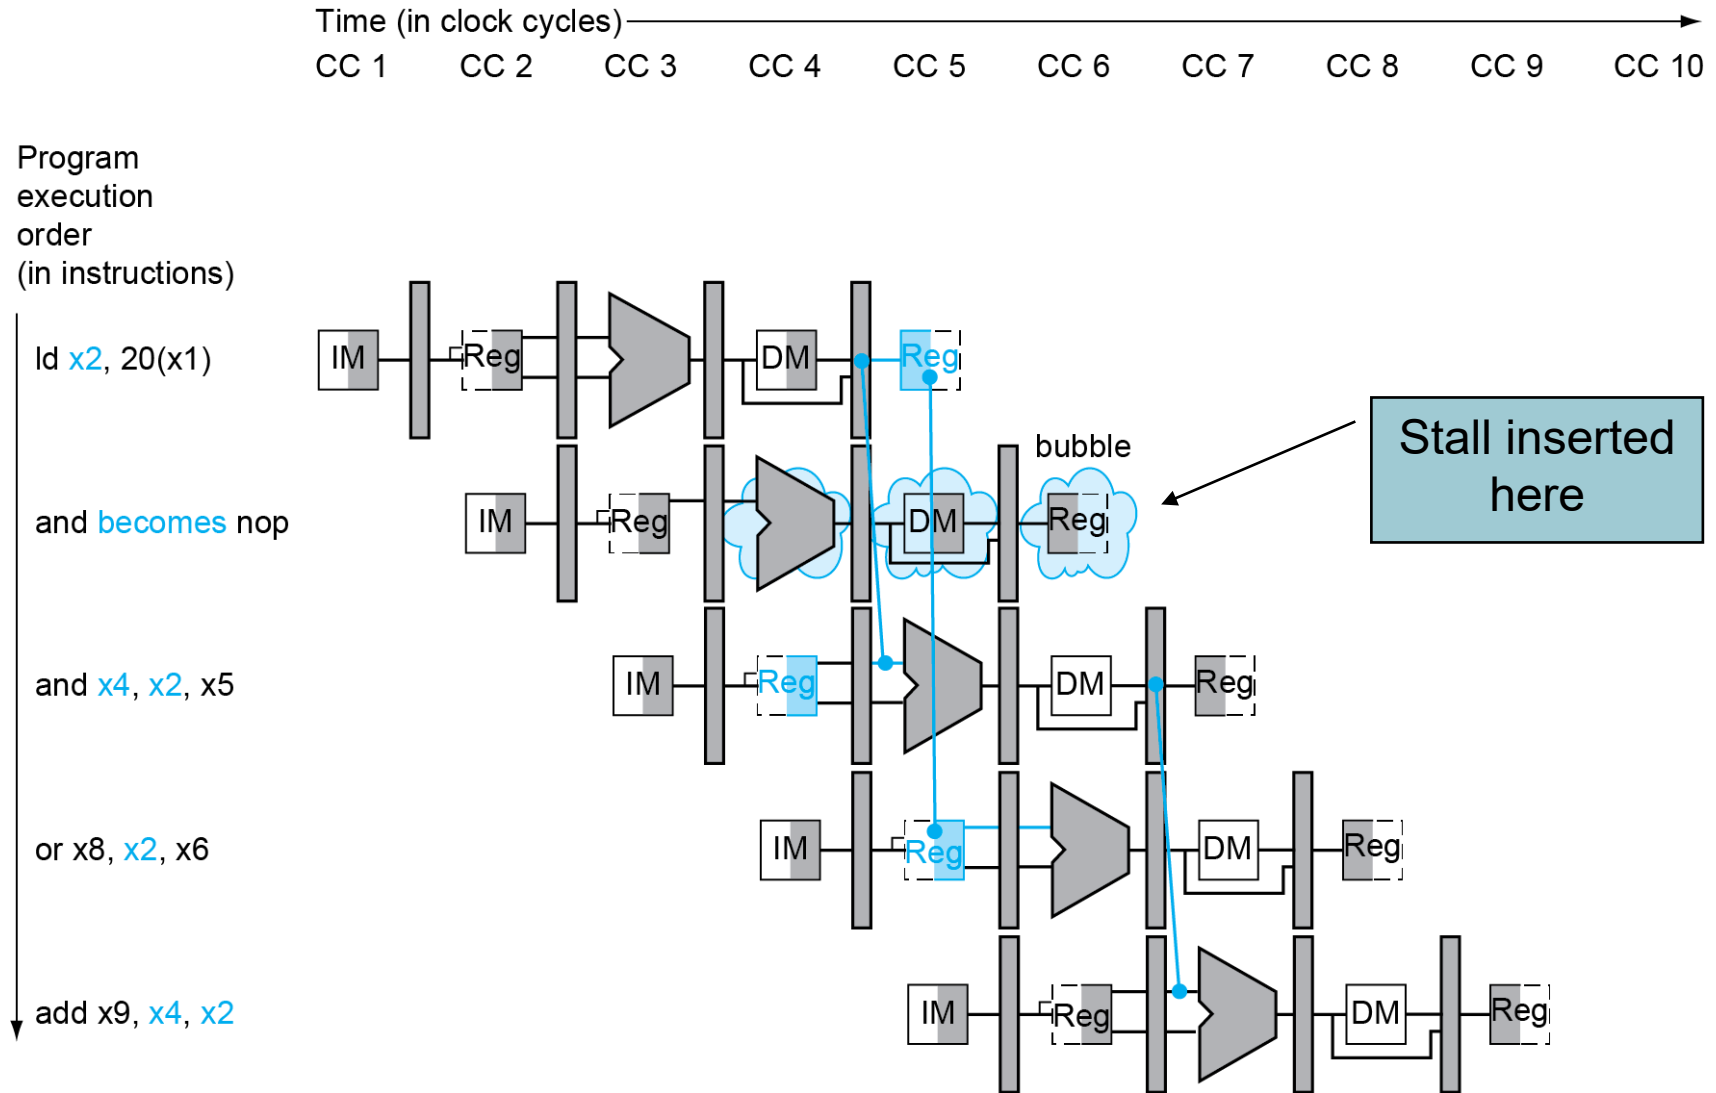 Time (in clock cycles)
CC 1 CC 2 CC 3 CC 4 CC 5 CC 6 CC 7 CC 8 CC 9 CC 10
Program
execution
order
(in instructions)
ld x2, 20(x1)
IM Reg DM Reg
bubble
Stall inserted
here
and becomes nop
IM Reg DM Reg
and x4, x2, x5
IM Reg DM Reg
or x8, x2, x6
IM Reg DM Reg
add x9, x4, x2
IM Reg DM Reg